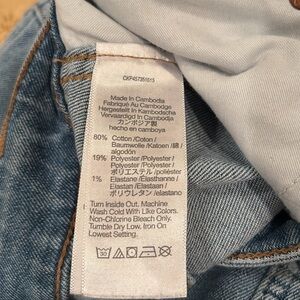 Made in Cambodia
Fabriqué Au Cambodge
Hergestellt in Kambodscha
Vervaardigd In Cambodja
カンボジア製
hecho en camboya
80% Cotton /Coton /
Baumwolle /Katoen /綿 /
algodón
19% Polyester /Polyester /
Polyester /Polyester /
ポリエステル /poliéster
1% Elastane /Elasthanne /
Elastan /Elastaan /
ポリウレタン /elastano
Turn Inside Out. Machine
Wash Cold With Like Colors.
Non-Chlorine Bleach Only.
Tumble Dry Low. Iron On
Lowest Setting.
30